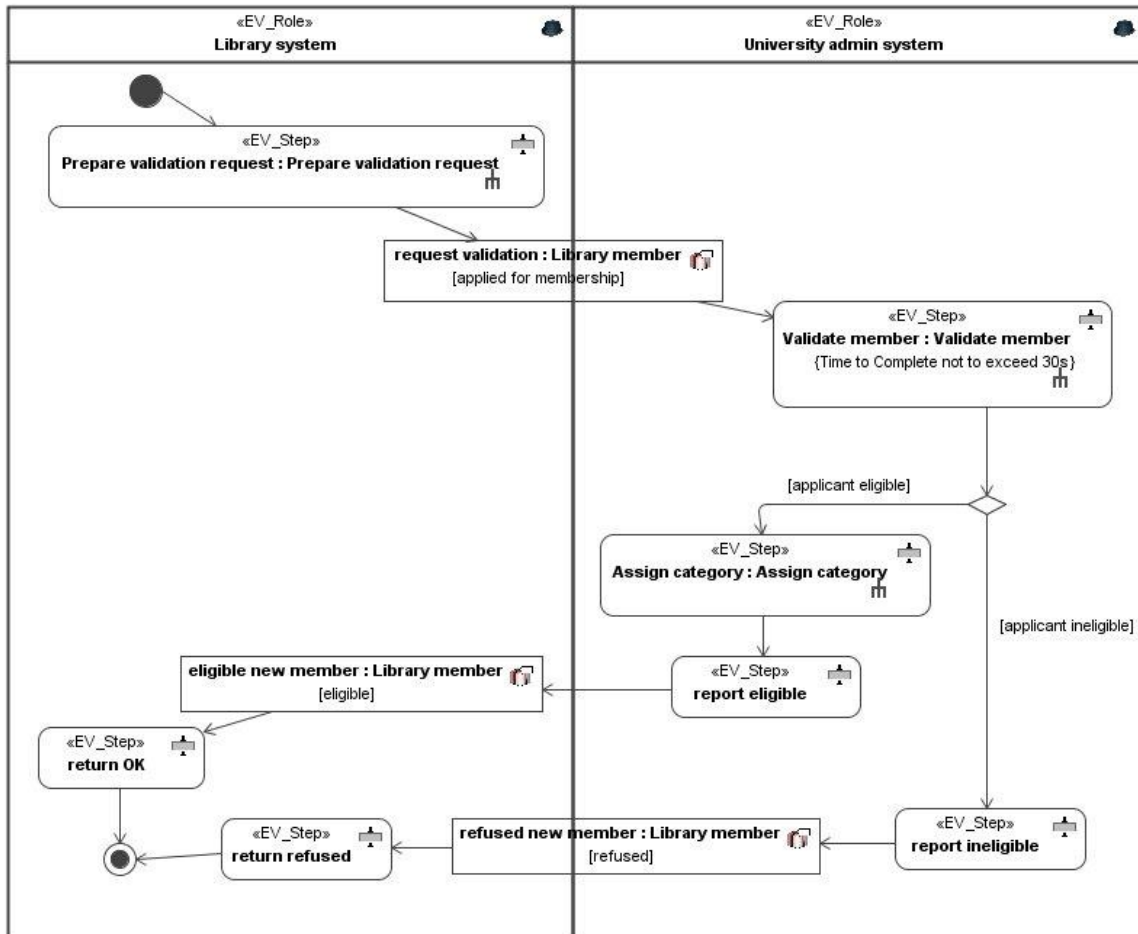 «EV_Role»
Library system
«EV_Role»
University admin system
«EV_Step»
Prepare validation request : Prepare validation request
request validation : Library member
[applied for membership]
«EV_Step»
Validate member : Validate member
{Time to Complete not to exceed 30s}
[applicant eligible]
«EV_Step»
Assign category : Assign category
[applicant ineligible]
eligible new member : Library member
[eligible]
«EV_Step»
report eligible
«EV_Step»
return OK
«EV_Step»
return refused
refused new member : Library member
[refused]
«EV_Step»
report ineligible